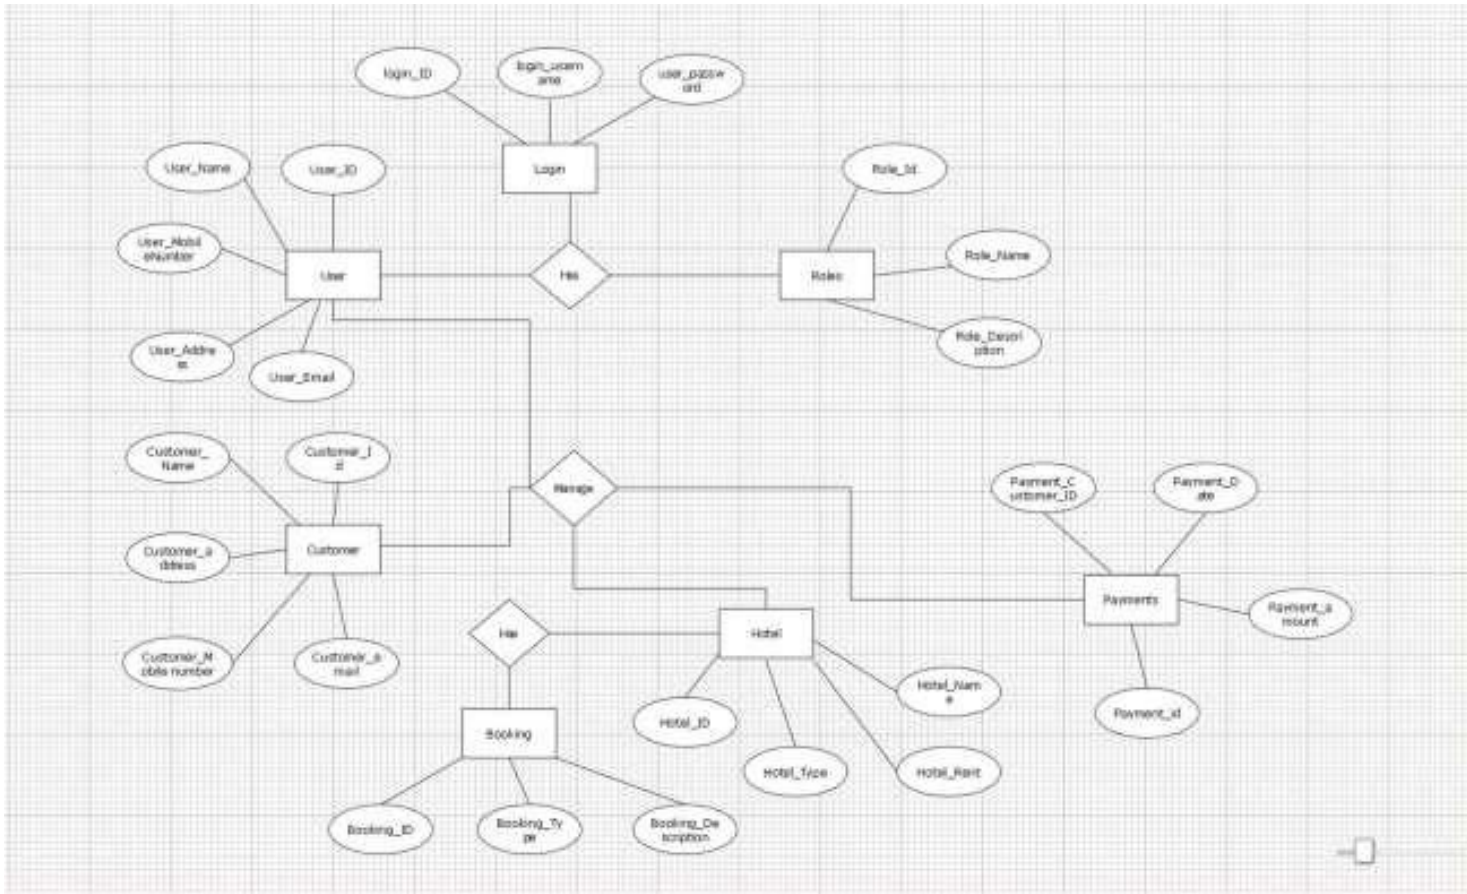 login_ID
login_usern
ame
user_passw
ord
Login
User_Name
User_ID
Role_Id
User_Mobil
eNumber
Role_Name
User
Has
Roles
User_Addre
es
User_Email
Role_Descri
ption
Customer_
Name
Customer_I
d
Manage
Payment_C
ustomer_ID
Payment_D
ate
Customer_a
ddress
Customer
Payments
Payment_a
mount
Has
Hotel
Customer_M
obile number
Customer_e
mail
Hotel_Nam
e
Hotel_ID
Payment_id
Booking
Hotel_Type
Hotel_Rent
Booking_ID
Booking_Ty
pe
Booking_De
scription